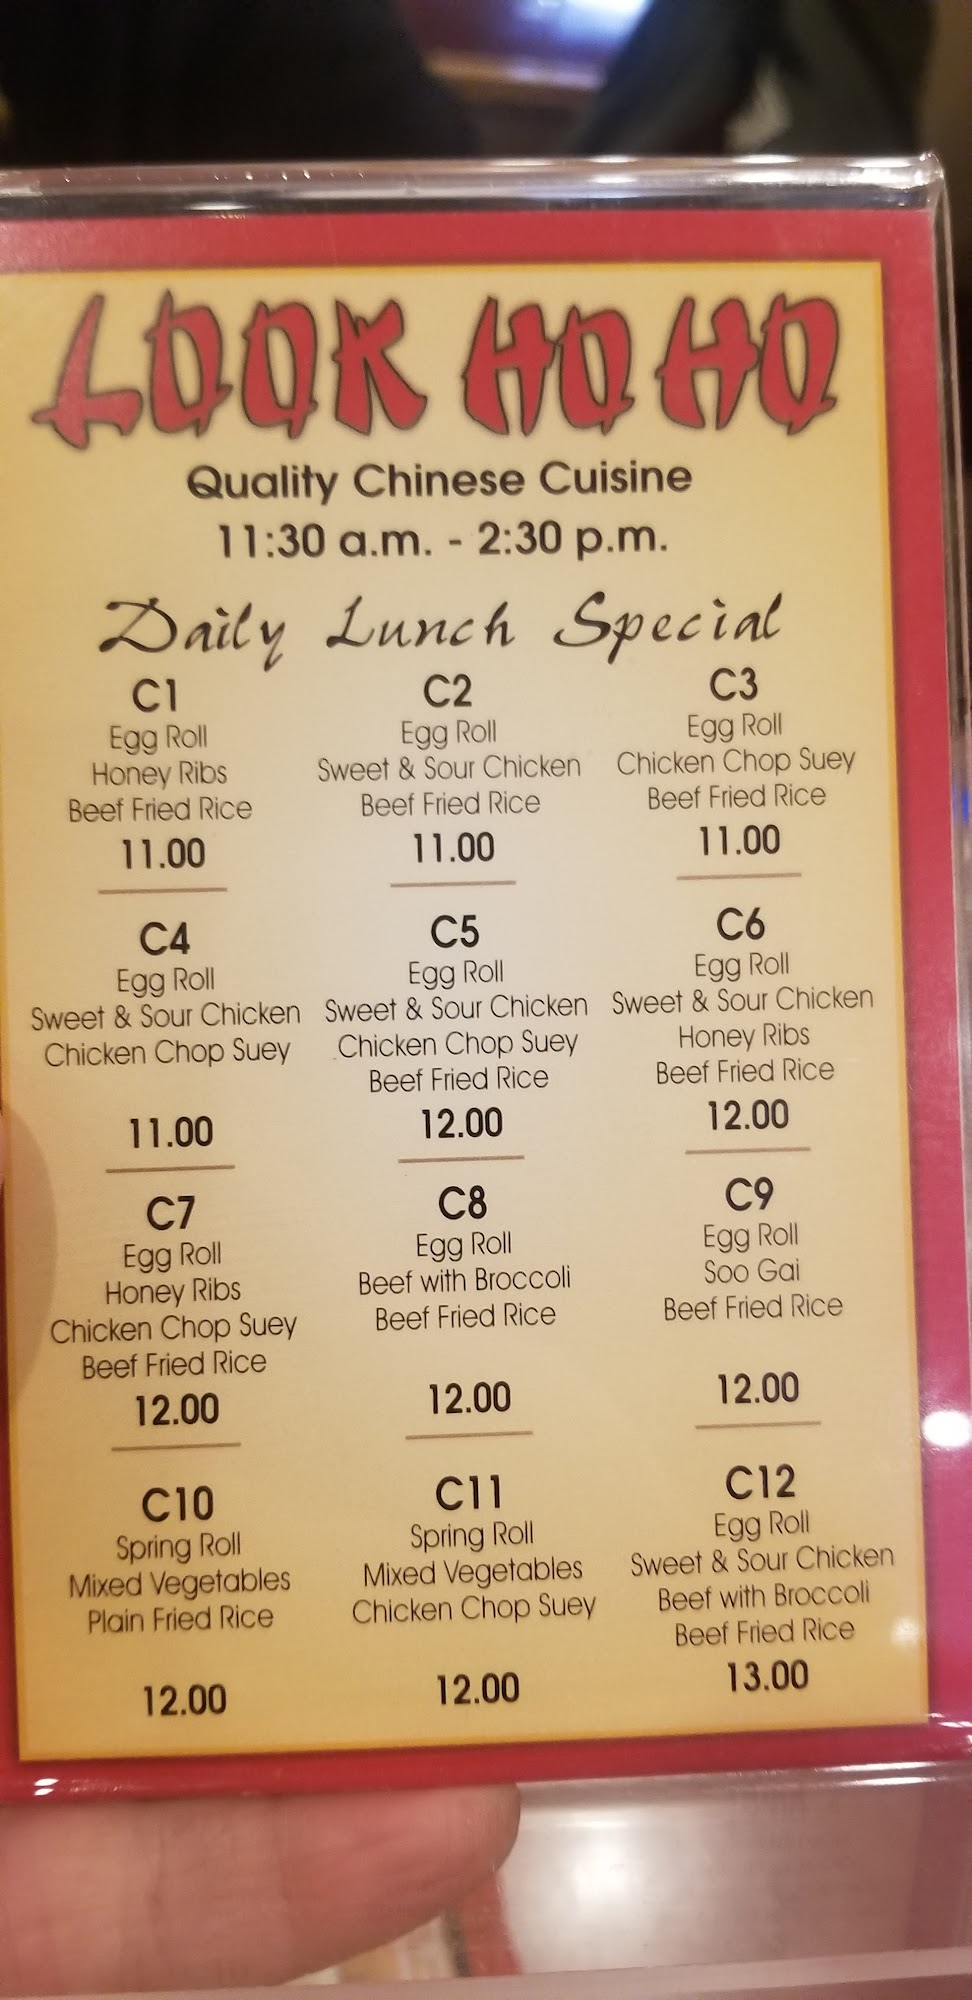 LOOK HO HO
Quality Chinese Cuisine
11:30 a.m. - 2:30 p.m.
Daily Lunch Special
C1
Egg Roll
Honey Ribs
Beef Fried Rice
11.00
C2
Egg Roll
Sweet & Sour Chicken
Beef Fried Rice
11.00
C3
Egg Roll
Chicken Chop Suey
Beef Fried Rice
11.00
C4
Egg Roll
Sweet & Sour Chicken
Chicken Chop Suey
11.00
C5
Egg Roll
Sweet & Sour Chicken
Chicken Chop Suey
Beef Fried Rice
12.00
C6
Egg Roll
Sweet & Sour Chicken
Honey Ribs
Beef Fried Rice
12.00
C7
Egg Roll
Honey Ribs
Chicken Chop Suey
Beef Fried Rice
12.00
C8
Egg Roll
Beef with Broccoli
Beef Fried Rice
12.00
C9
Egg Roll
Soo Gai
Beef Fried Rice
12.00
C10
Spring Roll
Mixed Vegetables
Plain Fried Rice
12.00
C11
Spring Roll
Mixed Vegetables
Chicken Chop Suey
12.00
C12
Egg Roll
Sweet & Sour Chicken
Beef with Broccoli
Beef Fried Rice
13.00